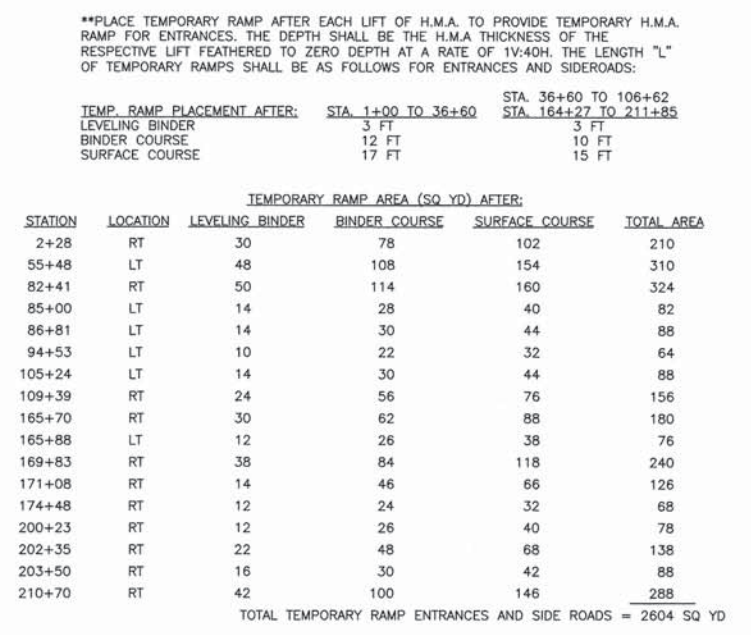 **PLACE TEMPORARY RAMP AFTER EACH LIFT OF H.M.A. TO PROVIDE TEMPORARY H.M.A.
RAMP FOR ENTRANCES. THE DEPTH SHALL BE THE H.M.A THICKNESS OF THE
RESPECTIVE LIFT FEATHERED TO ZERO DEPTH AT A RATE OF 1V:40H. THE LENGTH "L"
OF TEMPORARY RAMPS SHALL BE AS FOLLOWS FOR ENTRANCES AND SIDEROADS:
STA. 36+60 TO 106+62
TEMP. RAMP PLACEMENT AFTER: STA. 1+00 TO 36+60 STA. 164+27 TO 211+85
LEVELING BINDER 3 FT 3 FT
BINDER COURSE 12 FT 10 FT
SURFACE COURSE 17 FT 15 FT
TEMPORARY RAMP AREA (SQ YD) AFTER:
STATION LOCATION LEVELING BINDER BINDER COURSE SURFACE COURSE TOTAL AREA
2+28 RT 30 78 102 210
55+48 LT 48 108 154 310
82+41 RT 50 114 160 324
85+00 LT 14 28 40 82
86+81 LT 14 30 44 88
94+53 LT 10 22 32 64
105+24 LT 14 30 44 88
109+39 RT 24 56 76 156
165+70 RT 30 62 88 180
165+88 LT 12 26 38 76
169+83 RT 38 84 118 240
171+08 RT 14 46 66 126
174+48 RT 12 24 32 68
200+23 RT 12 26 40 78
202+35 RT 22 48 68 138
203+50 RT 16 30 42 88
210+70 RT 42 100 146 288
TOTAL TEMPORARY RAMP ENTRANCES AND SIDE ROADS = 2604 SQ YD